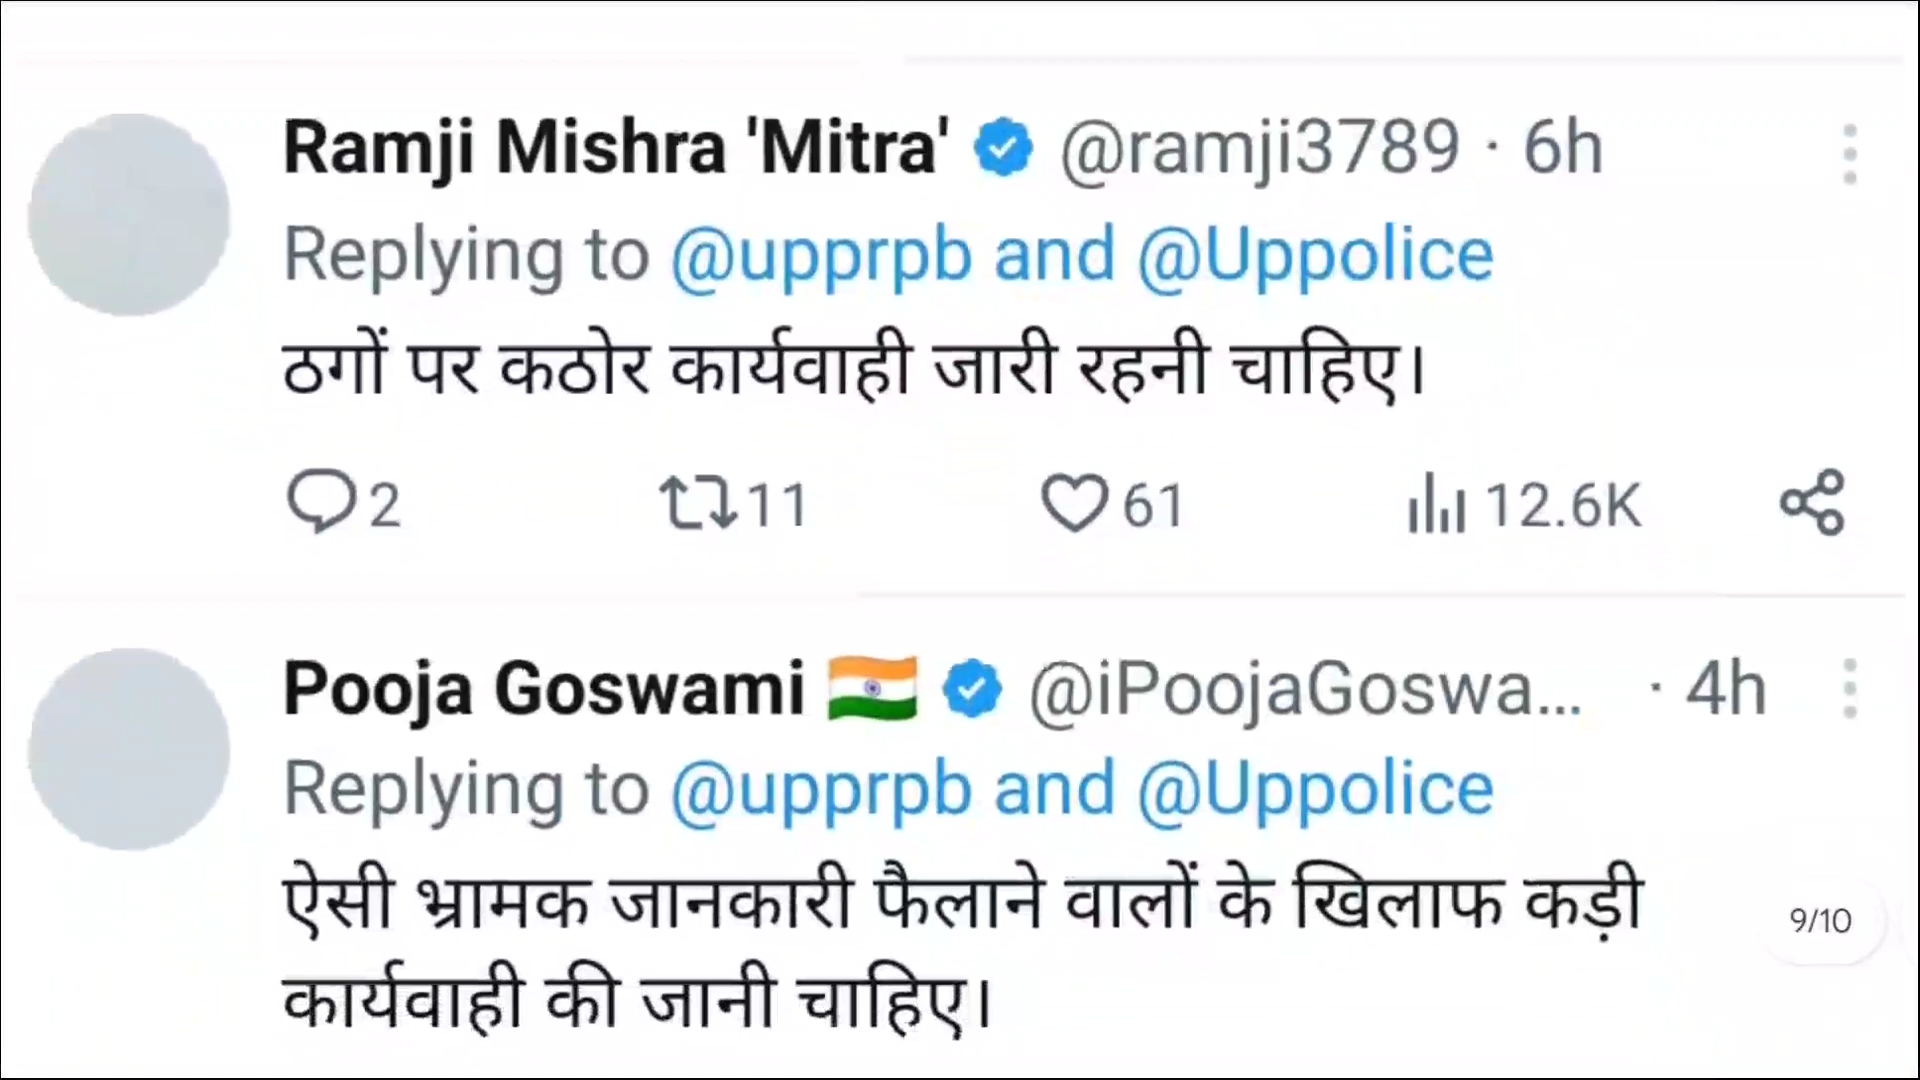 Ramji Mishra 'Mitra' @ramji3789 · 6h
Replying to @upprpb and @Uppolice
ठगों पर कठोर कार्यवाही जारी रहनी चाहिए।
2 11 61 12.6K
Pooja Goswami 🇮🇳 @iPoojaGoswa... · 4h
Replying to @upprpb and @Uppolice
ऐसी भ्रामक जानकारी फैलाने वालों के खिलाफ कड़ी
9/10
कार्यवाही की जानी चाहिए।